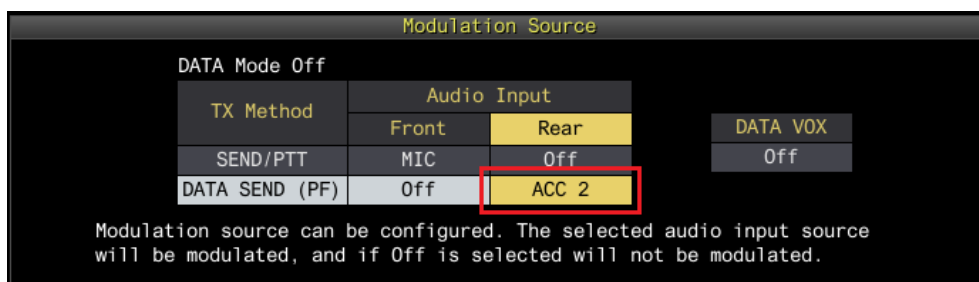 Modulation Source
DATA Mode Off
TX Method Audio Input
Front Rear DATA VOX
SEND/PTT MIC Off Off
DATA SEND (PF) Off ACC 2
Modulation source can be configured. The selected audio input source
will be modulated, and if Off is selected will not be modulated.